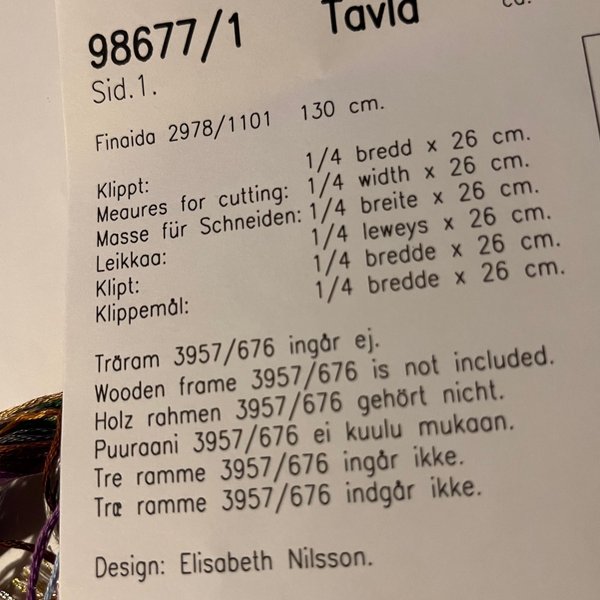 98677/1 Tavla ca.
Sid.1.
Finaida 2978/1101 130 cm.
Klippt: 1/4 bredd x 26 cm.
Meaures for cutting: 1/4 width x 26 cm.
Masse für Schneiden: 1/4 breite x 26 cm.
Leikkaa: 1/4 leweys x 26 cm.
Klipt: 1/4 bredde x 26 cm.
Klippemål: 1/4 bredde x 26 cm.
Träram 3957/676 ingår ej.
Wooden frame 3957/676 is not included.
Holz rahmen 3957/676 gehört nicht.
Puuraani 3957/676 ei kuulu mukaan.
Tre ramme 3957/676 ingår ikke.
Træ ramme 3957/676 indgår ikke.
Design: Elisabeth Nilsson.